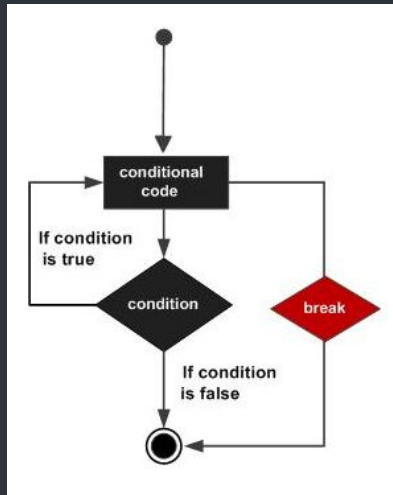 conditional
code
If condition
is true
condition
break
If condition
is false